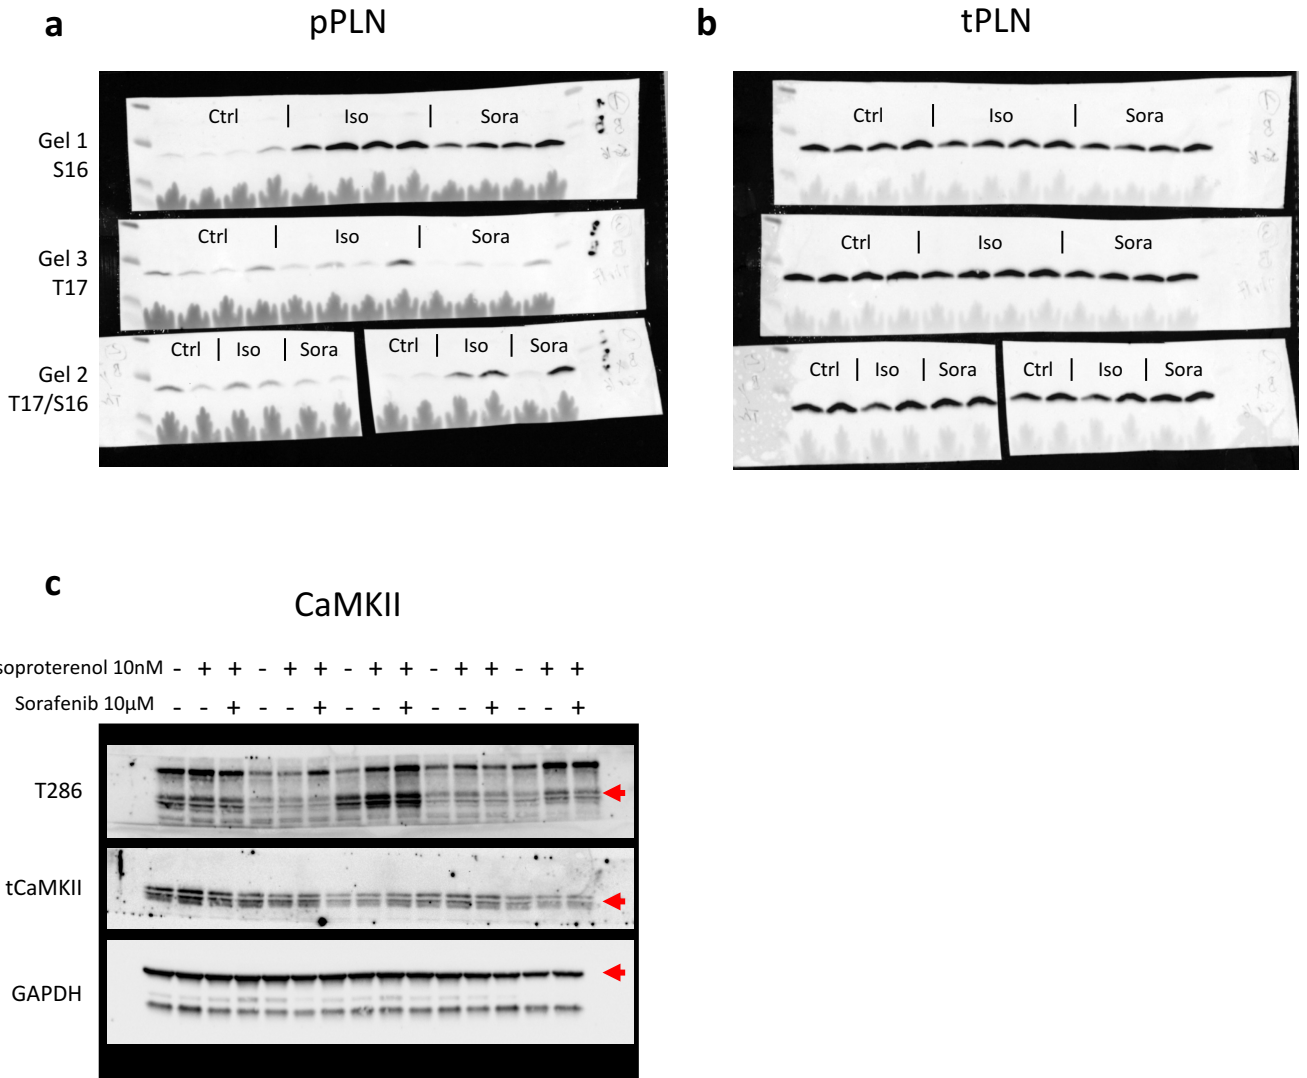 a
pPLN
b
tPLN
Ctrl | Iso | Sora
Gel 1
S16
Ctrl | Iso | Sora
Gel 3
T17
Ctrl | Iso | Sora
Ctrl | Iso | Sora
Gel 2
T17/S16
Ctrl | Iso | Sora
Ctrl | Iso | Sora
Ctrl | Iso | Sora
Ctrl | Iso | Sora
c
CaMKII
soproterenol 10nM - + + - + + - + + - + + - + +
Sorafenib 10µM - - + - - + - - + - - + - - +
T286
tCaMKII
GAPDH